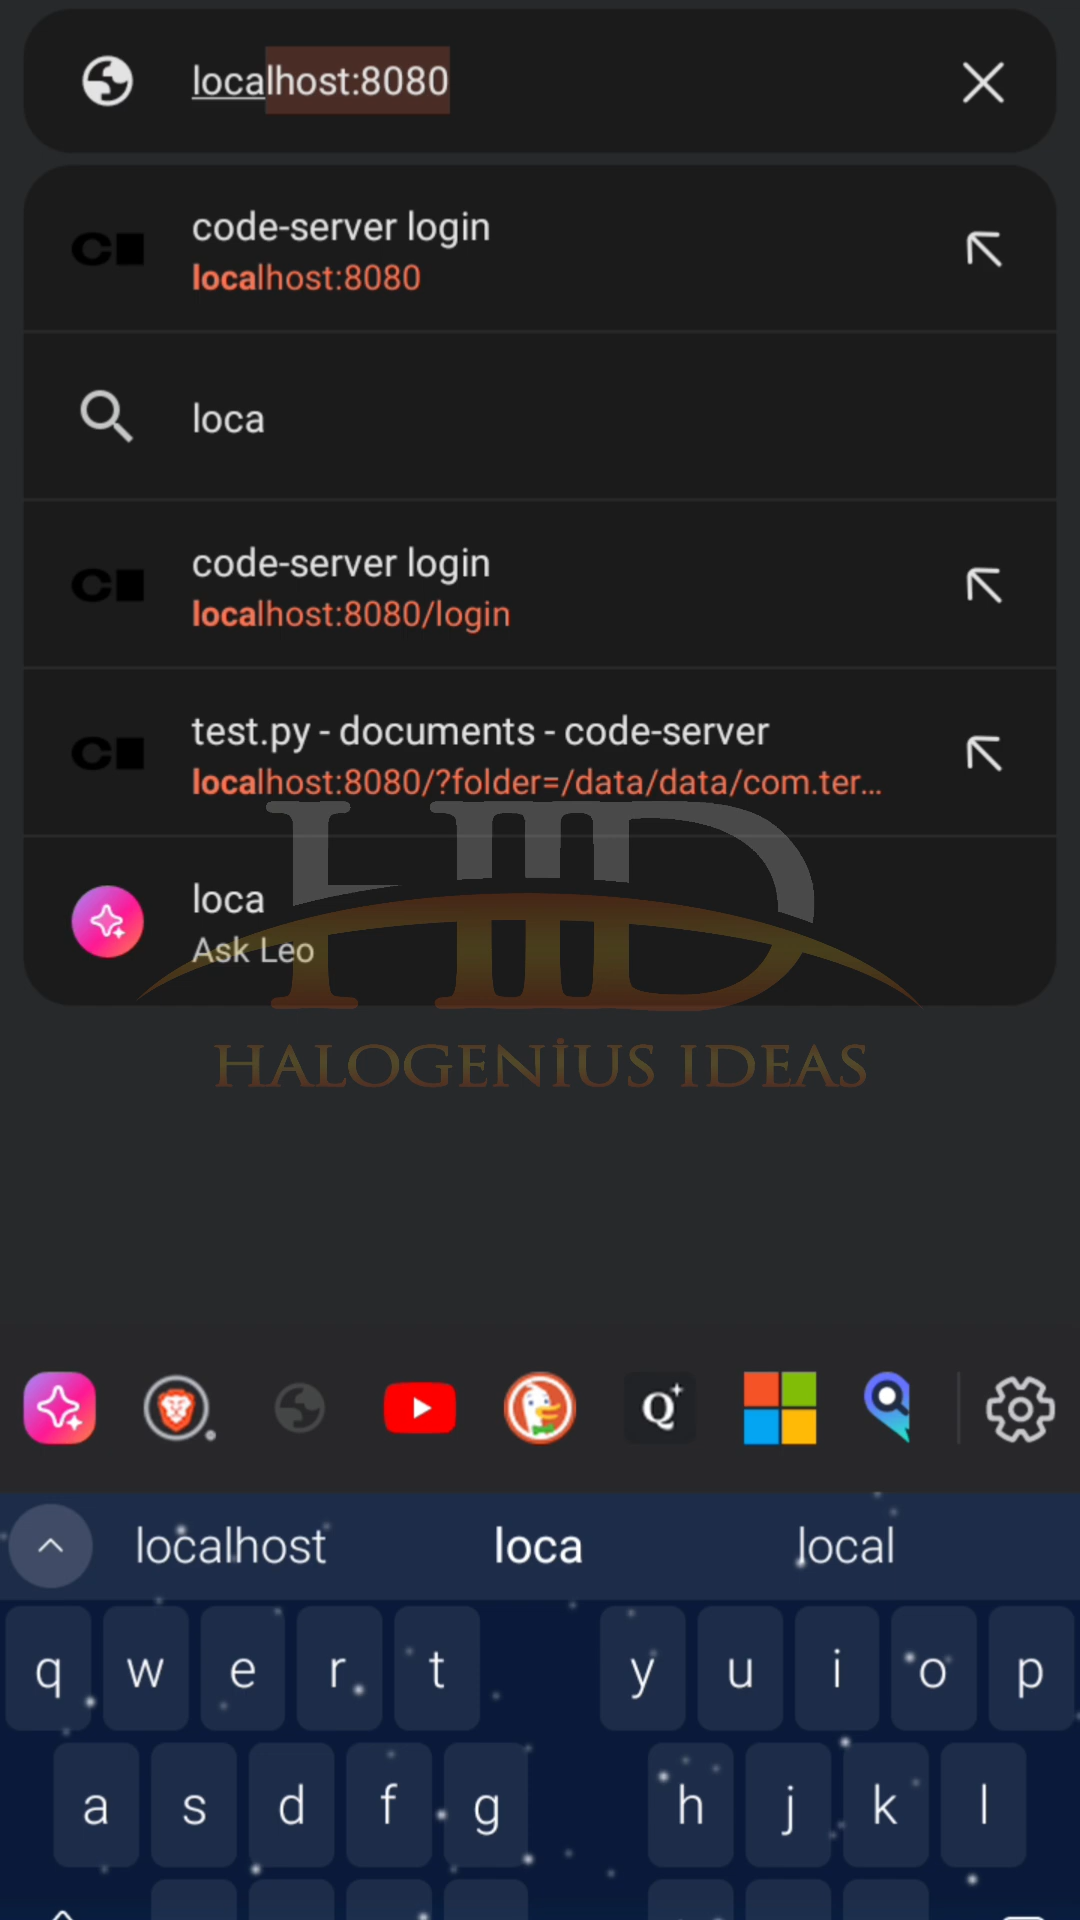 localhost:8080
code-server login
localhost:8080
loca
code-server login
localhost:8080/login
test.py - documents - code-server
localhost:8080/?folder=/data/data/com.ter...
loca
Ask Leo
HID
HALOGENİUS IDEAS
Q+
localhost loca local
q w e r t y u i o p
a s d f g h j k l